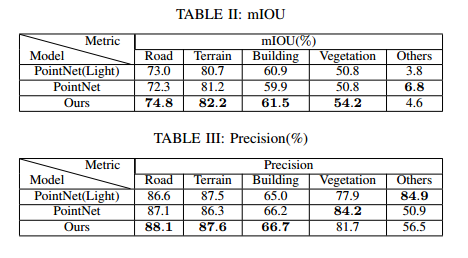 TABLE II: mIOU
Metric mIOU(%)
Model Road Terrain Building Vegetation Others
PointNet(Light) 73.0 80.7 60.9 50.8 3.8
PointNet 72.3 81.2 59.9 50.8 6.8
Ours 74.8 82.2 61.5 54.2 4.6
TABLE III: Precision(%)
Metric Precision
Model Road Terrain Building Vegetation Others
PointNet(Light) 86.6 87.5 65.0 77.9 84.9
PointNet 87.1 86.3 66.2 84.2 50.9
Ours 88.1 87.6 66.7 81.7 56.5